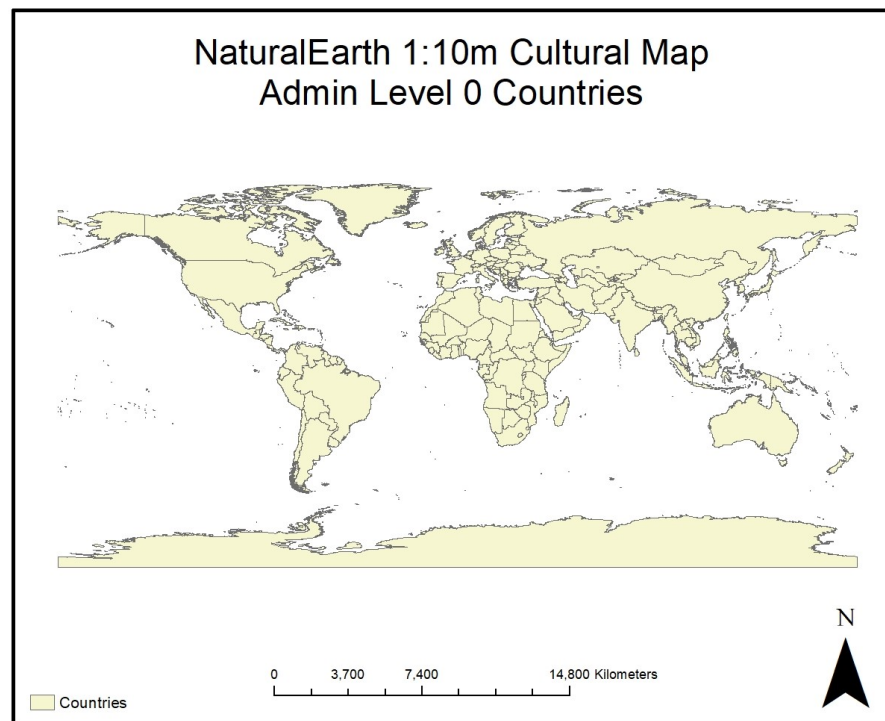 NaturalEarth 1:10m Cultural Map
Admin Level 0 Countries
N
0 3,700 7,400 14,800 Kilometers
Countries